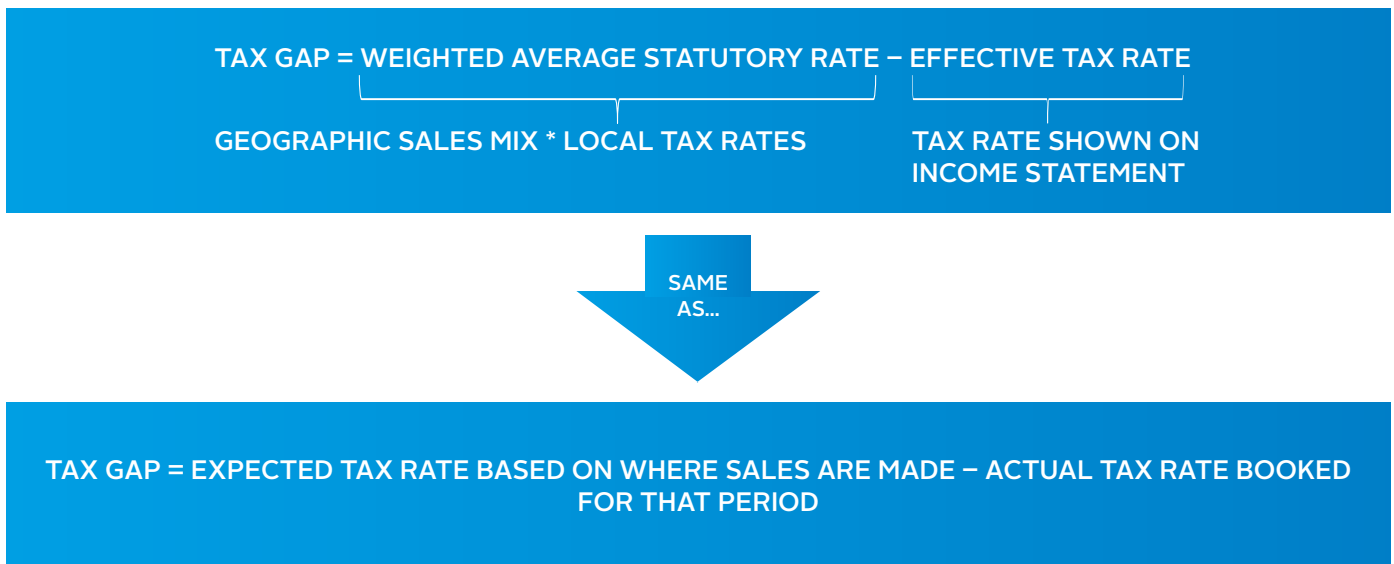 TAX GAP = WEIGHTED AVERAGE STATUTORY RATE – EFFECTIVE TAX RATE
GEOGRAPHIC SALES MIX * LOCAL TAX RATES
TAX RATE SHOWN ON
INCOME STATEMENT
SAME
AS...
TAX GAP = EXPECTED TAX RATE BASED ON WHERE SALES ARE MADE – ACTUAL TAX RATE BOOKED
FOR THAT PERIOD